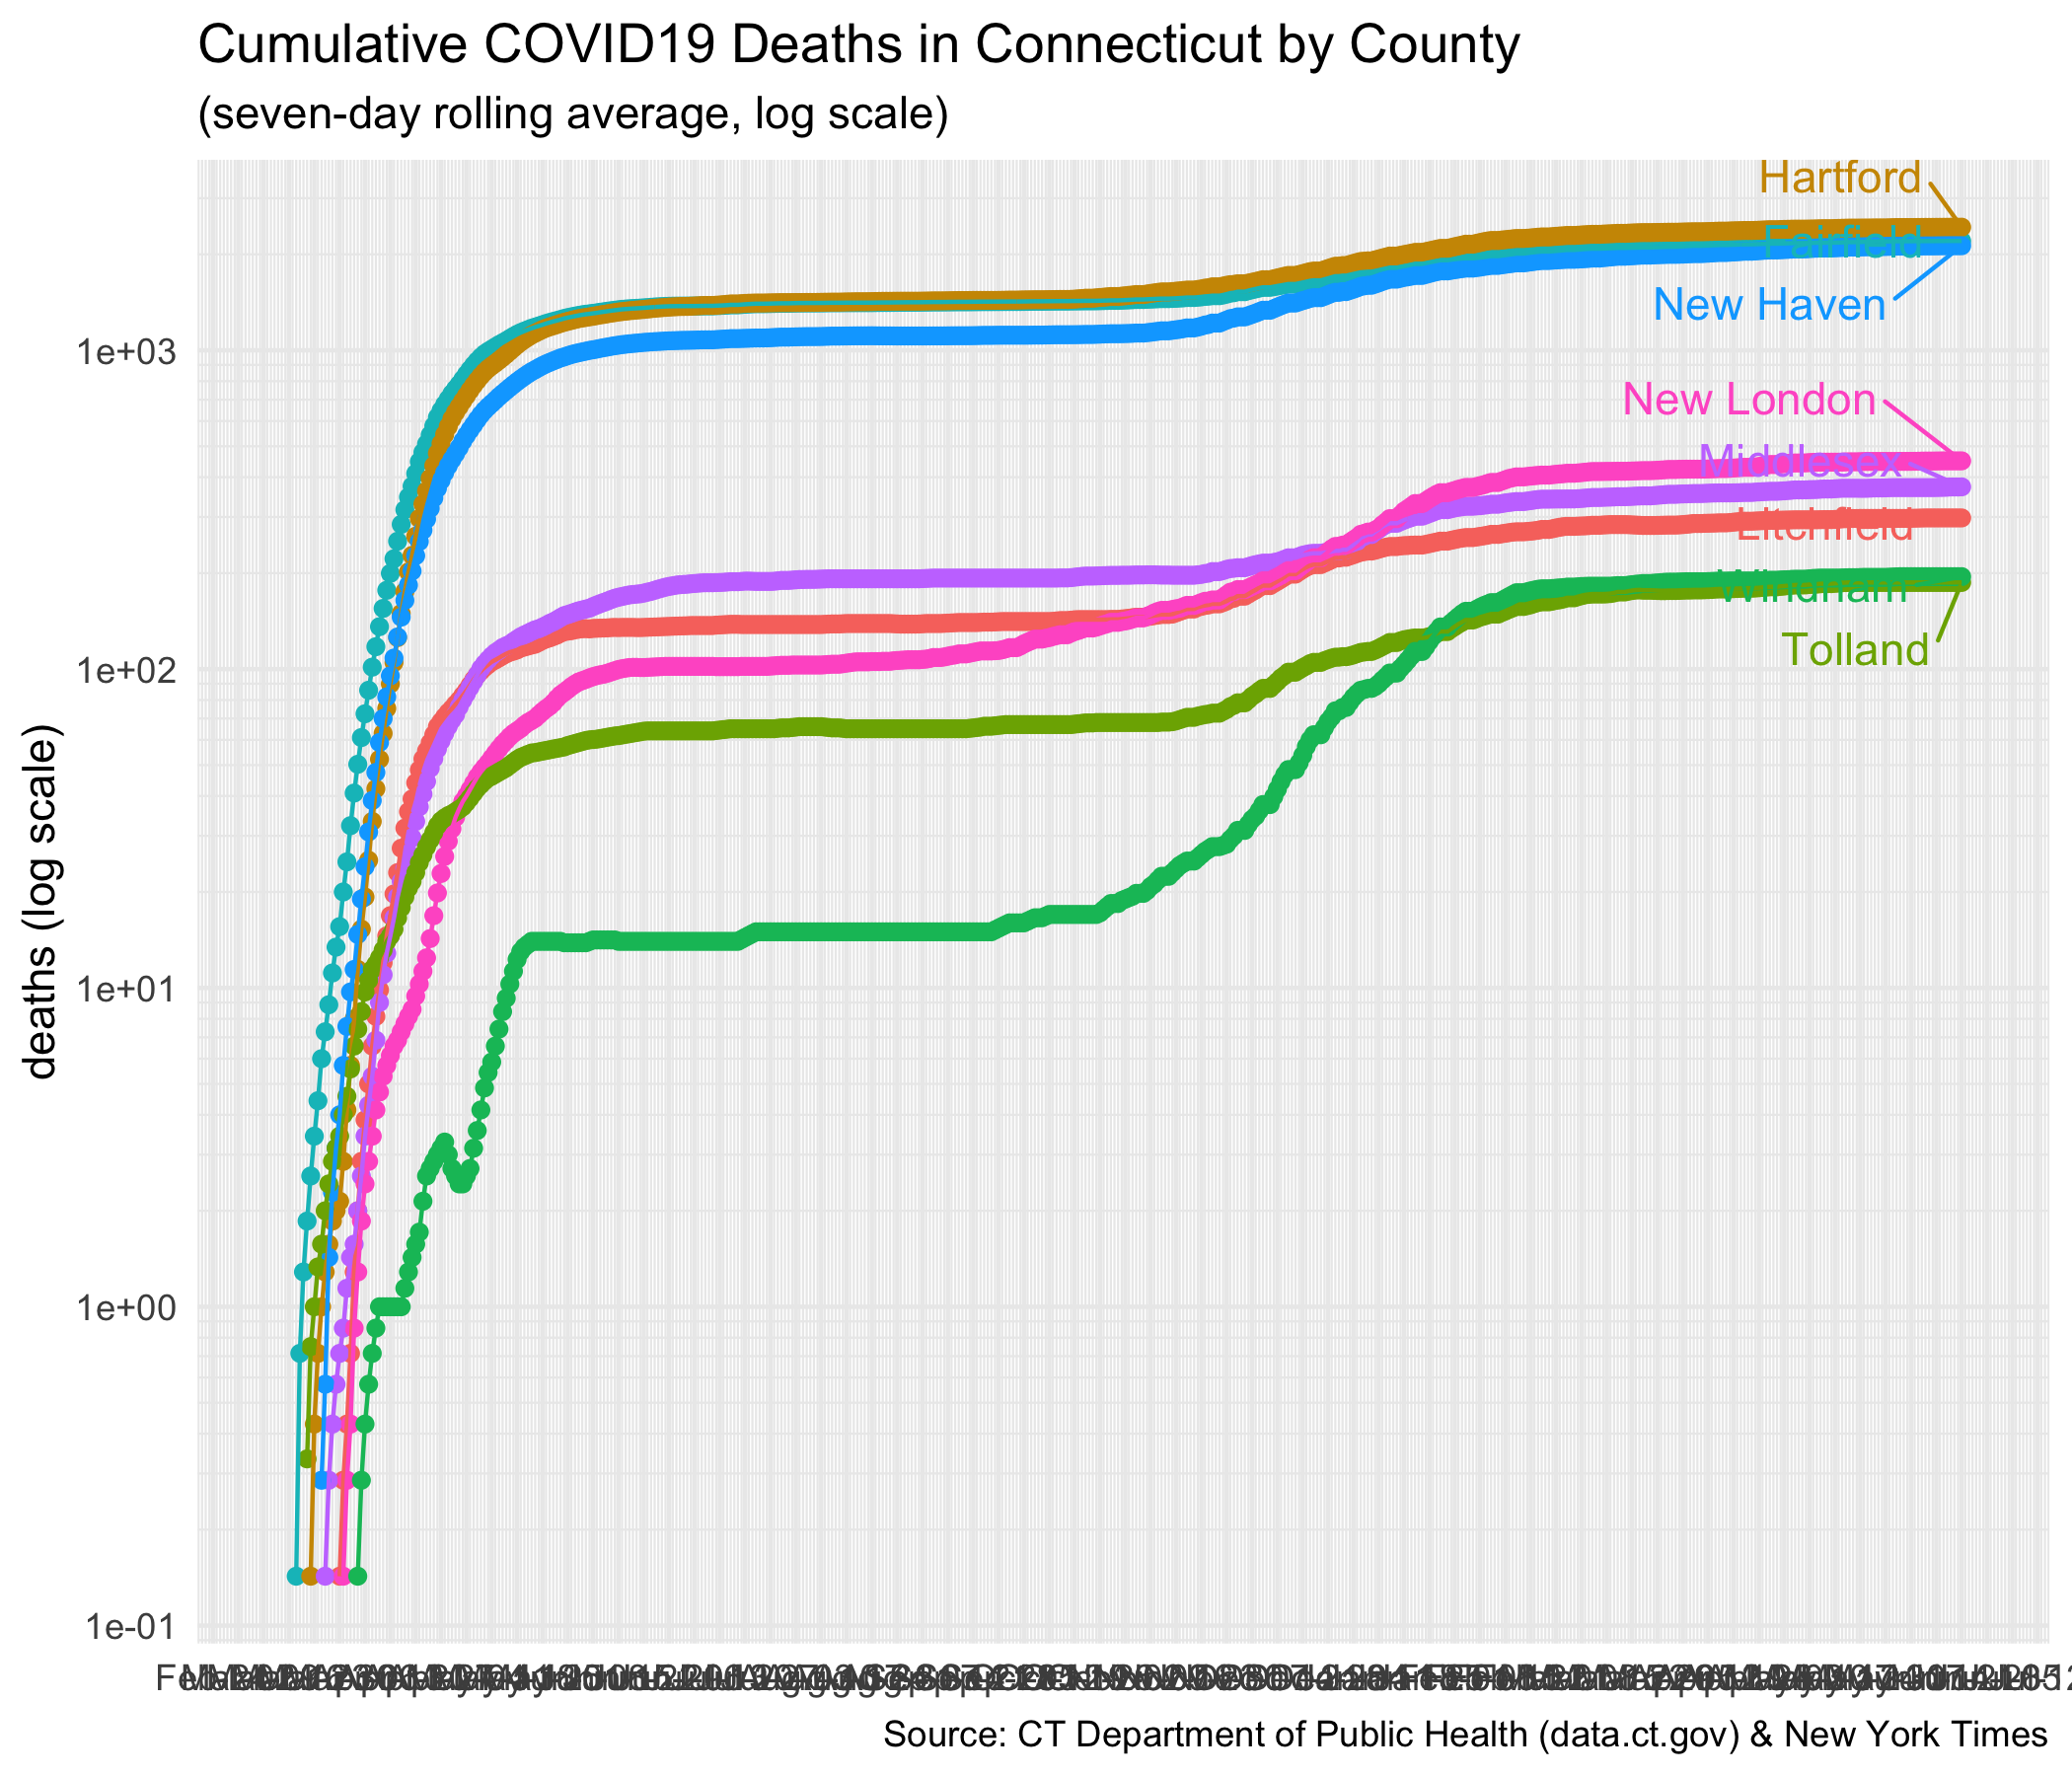 Cumulative COVID19 Deaths in Connecticut by County
(seven-day rolling average, log scale)
Hartford
Fairfield
New Haven
1e+03
New London
Middlesex
Litchfield
Windham
Tolland
1e+02
deaths (log scale)
1e+01
1e+00
1e-01
Source: CT Department of Public Health (data.ct.gov) & New York Times